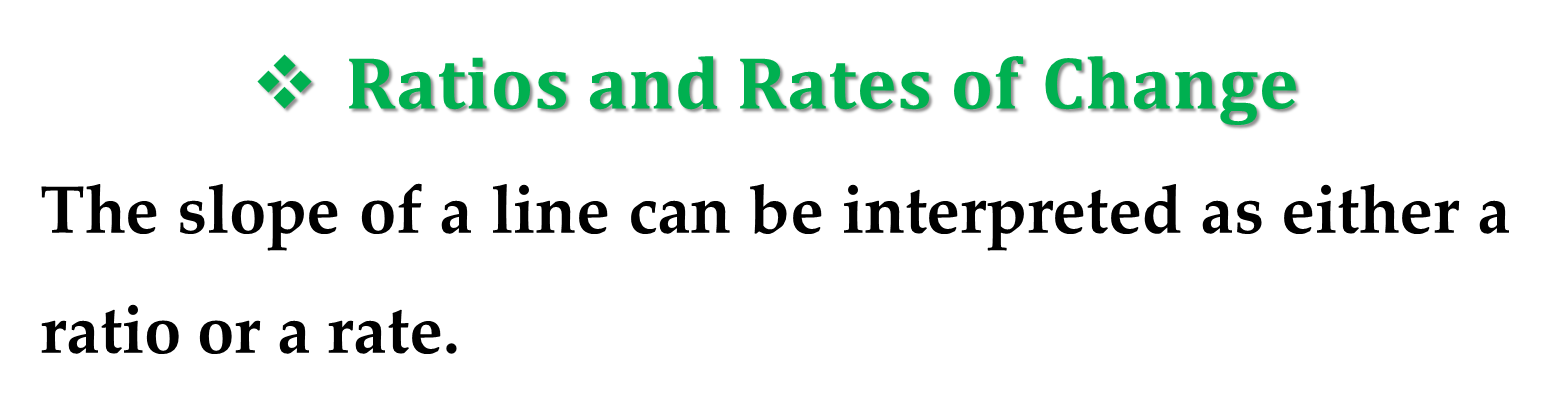 ❖ Ratios and Rates of Change
The slope of a line can be interpreted as either a
ratio or a rate.